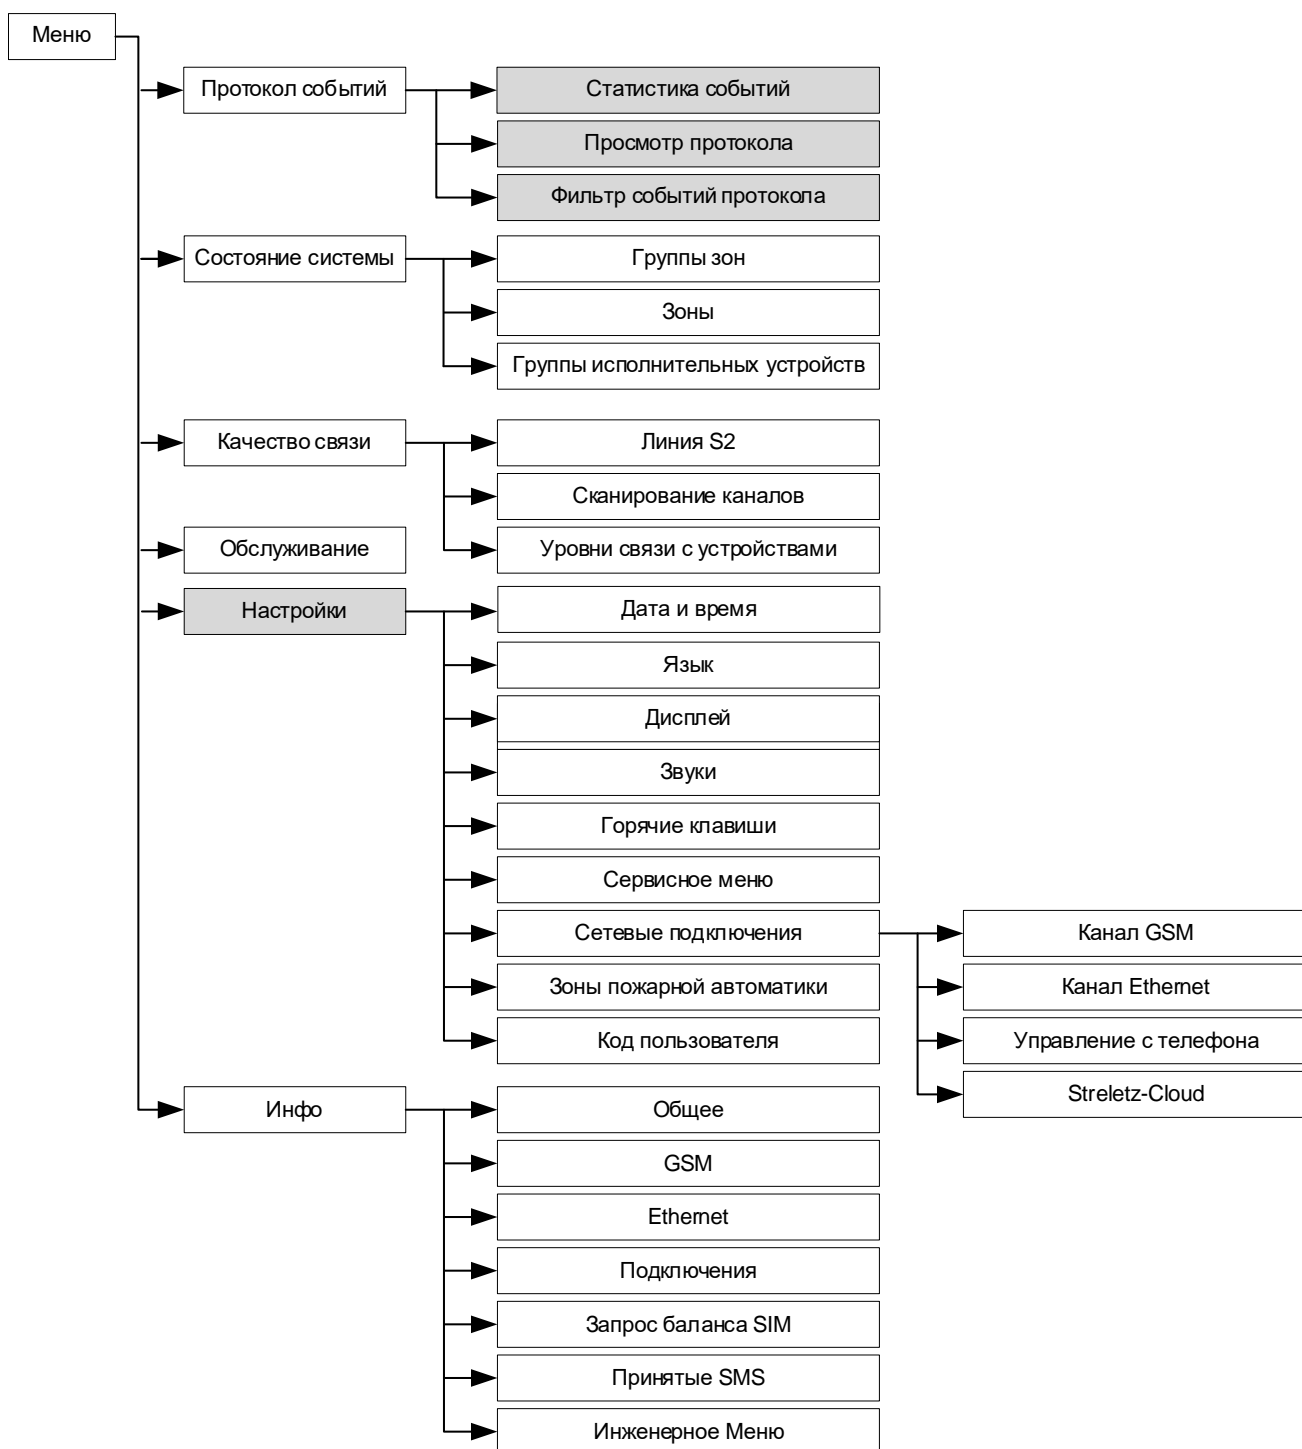 Меню
Протокол событий
Статистика событий
Просмотр протокола
Фильтр событий протокола
Состояние системы
Группы зон
Зоны
Группы исполнительных устройств
Качество связи
Линия S2
Сканирование каналов
Обслуживание
Уровни связи с устройствами
Настройки
Дата и время
Язык
Дисплей
Звуки
Горячие клавиши
Сервисное меню
Сетевые подключения
Канал GSM
Канал Ethernet
Управление с телефона
Streletz-Cloud
Зоны пожарной автоматики
Код пользователя
Инфо
Общее
GSM
Ethernet
Подключения
Запрос баланса SIM
Принятые SMS
Инженерное Меню